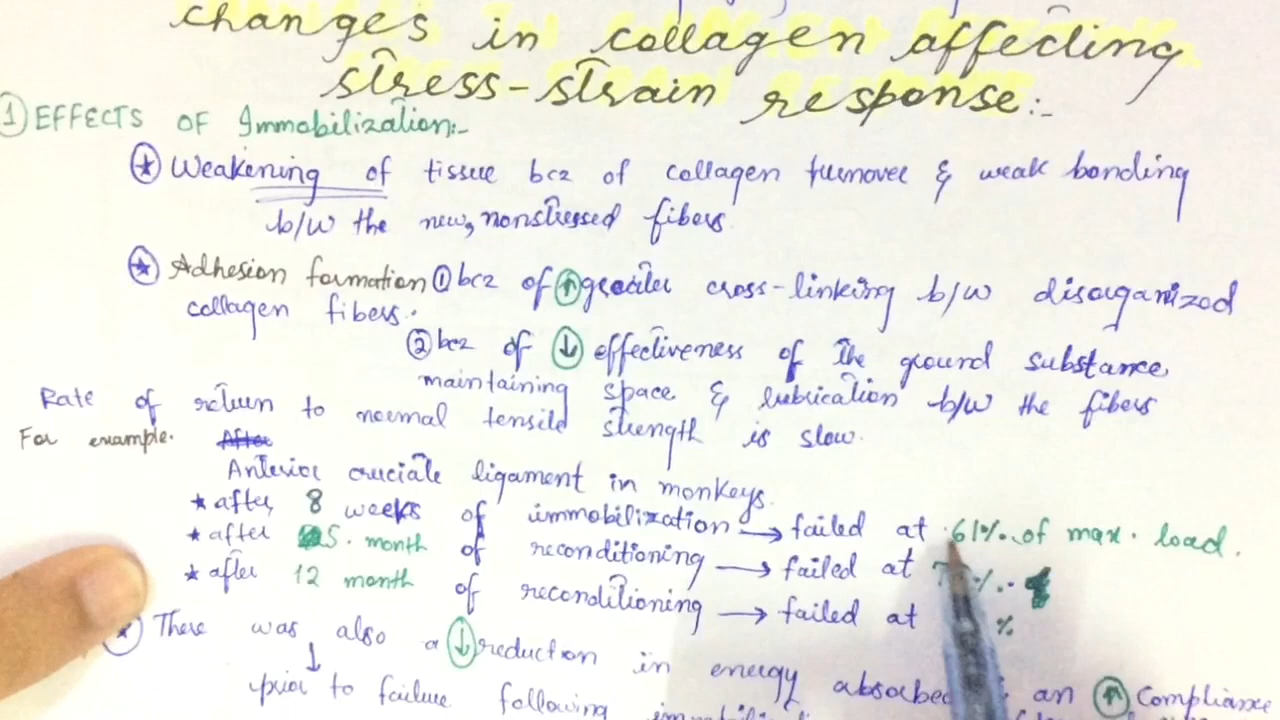 changes in collagen affecting
stress-strain response:-
1 EFFECTS OF Immobilization:-
Weakening of tissue bcz of collagen turnover & weak bonding
b/w the new, nonstressed fibers
Adhesion formation ① bcz of ↑ greater cross-linking b/w disorganized
collagen fibers.
② bcz of ↓ effectiveness of the ground substance
maintaining space & lubrication b/w the fibers
Rate of return to normal tensile strength is slow.
For example.
Anterior cruciate ligament in monkeys.
★ after 8 weeks of immobilization → failed at 61% of max. load.
★ after 5. month of reconditioning → failed at %.
★ after 12 month of reconditioning → failed at %
There was also a ↓ reduction in energy absorbed an ↑ Compliance
↓ prior to failure following